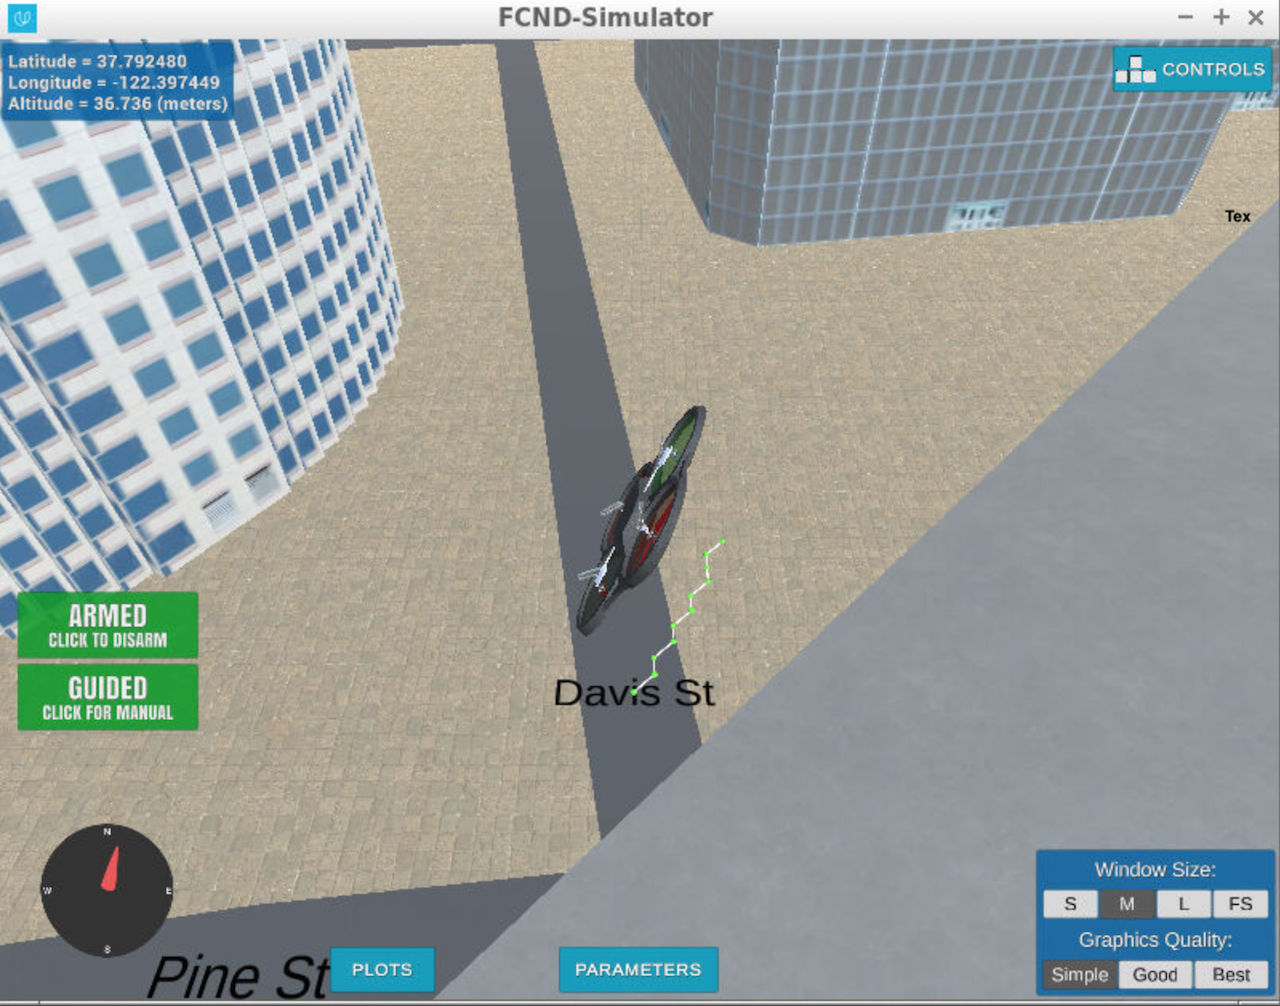 FCND-Simulator
Latitude = 37.792480
Longitude = -122.397449
Altitude = 36.736 (meters)
CONTROLS
Tex
ARMED
CLICK TO DISARM
GUIDED
CLICK FOR MANUAL
Davis St
N
W
E
S
Pine St
PLOTS
PARAMETERS
Window Size:
S M L FS
Graphics Quality:
Simple Good Best